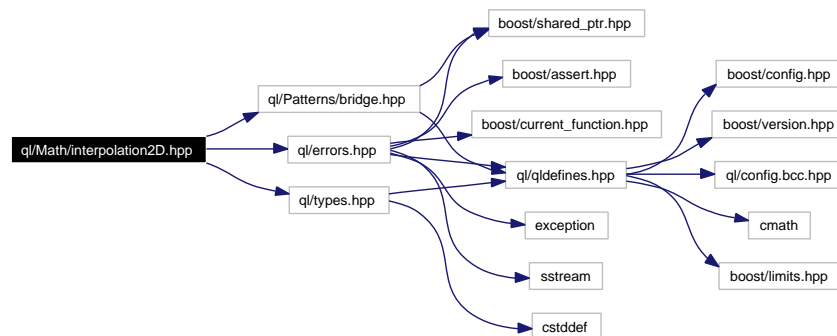 ql/Math/interpolation2D.hpp
ql/Patterns/bridge.hpp
ql/errors.hpp
ql/types.hpp
boost/shared_ptr.hpp
boost/assert.hpp
boost/current_function.hpp
ql/qldefines.hpp
exception
sstream
cstddef
boost/config.hpp
boost/version.hpp
ql/config.bcc.hpp
cmath
boost/limits.hpp